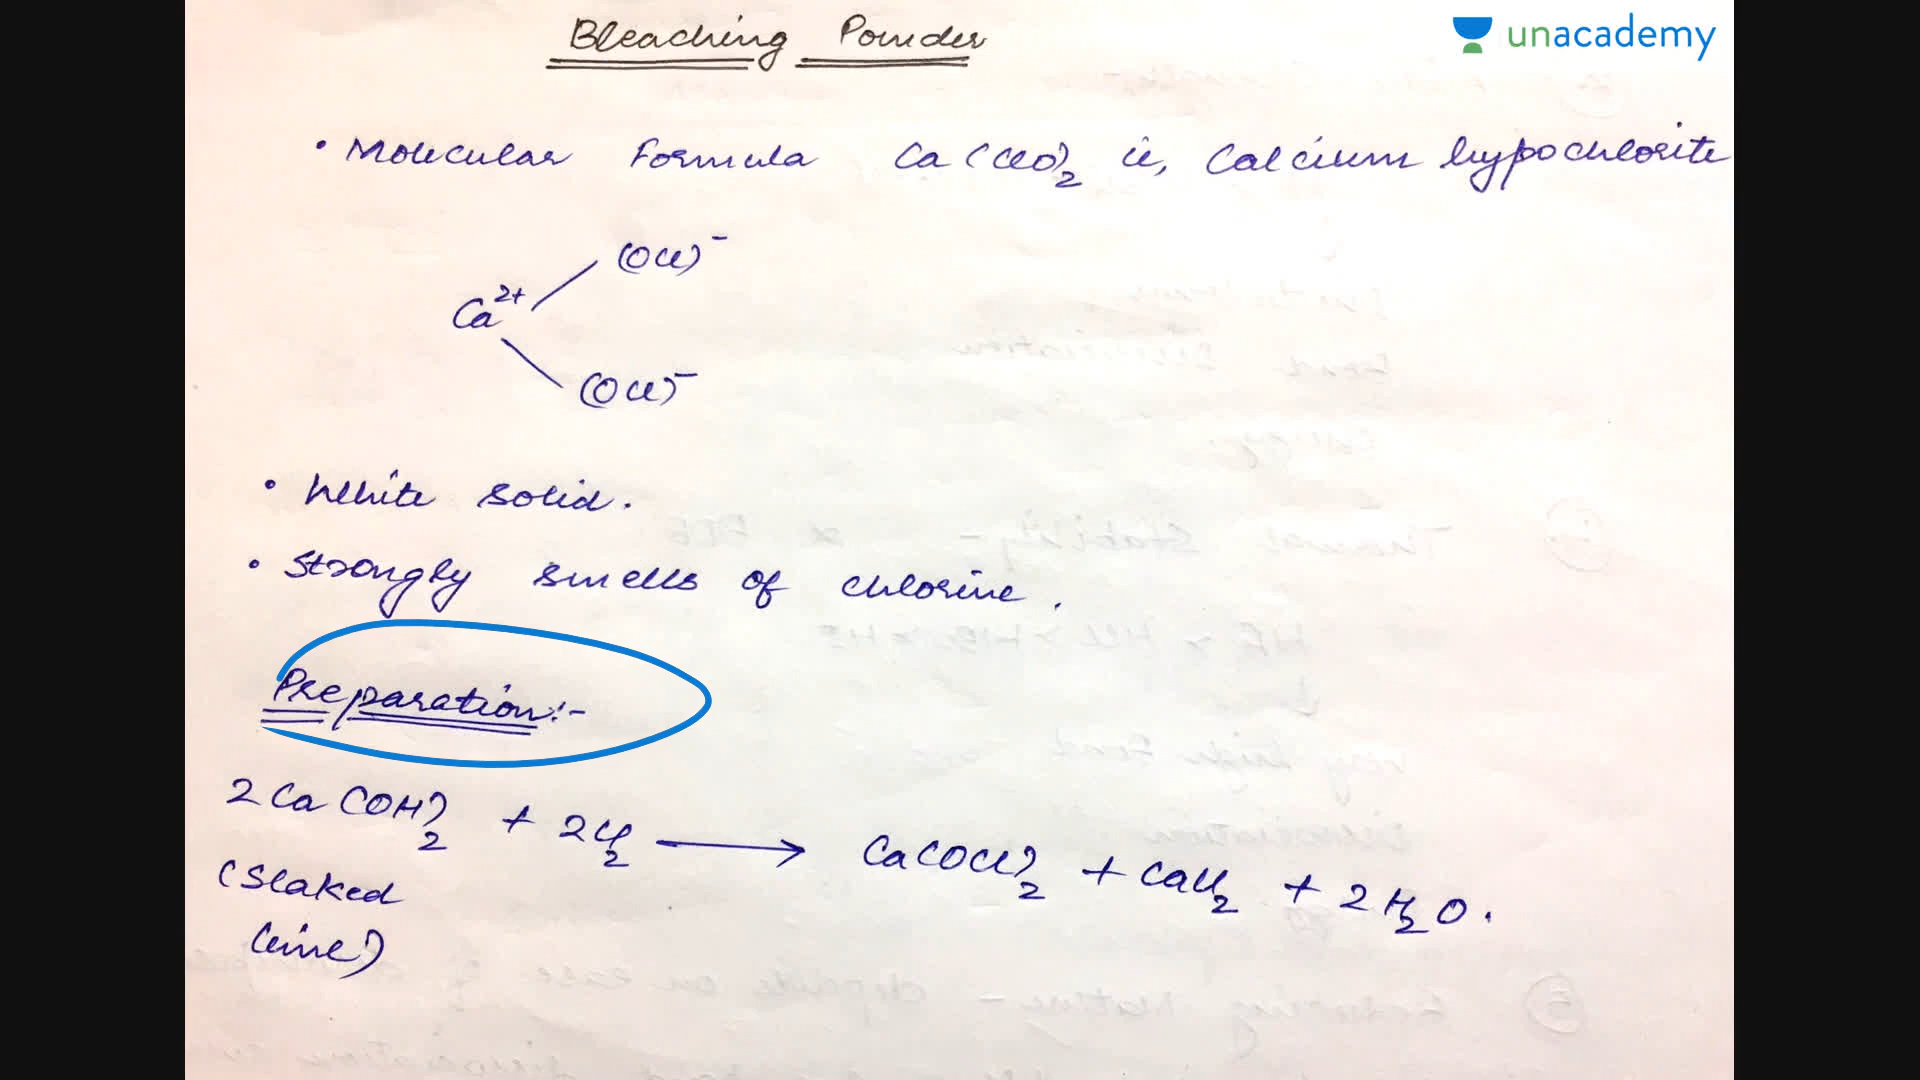 Bleaching Powder
unacademy
• Molecular Formula Ca(ClO)₂ ie, Calcium hypochlorite
(OCl)⁻
Ca²⁺
(OCl)⁻
• White solid.
• Strongly smells of chlorine.
Preparation:-
2Ca(OH)₂ + 2Cl₂ ⟶ Ca(OCl)₂ + CaCl₂ + 2H₂O.
(Slaked
lime)